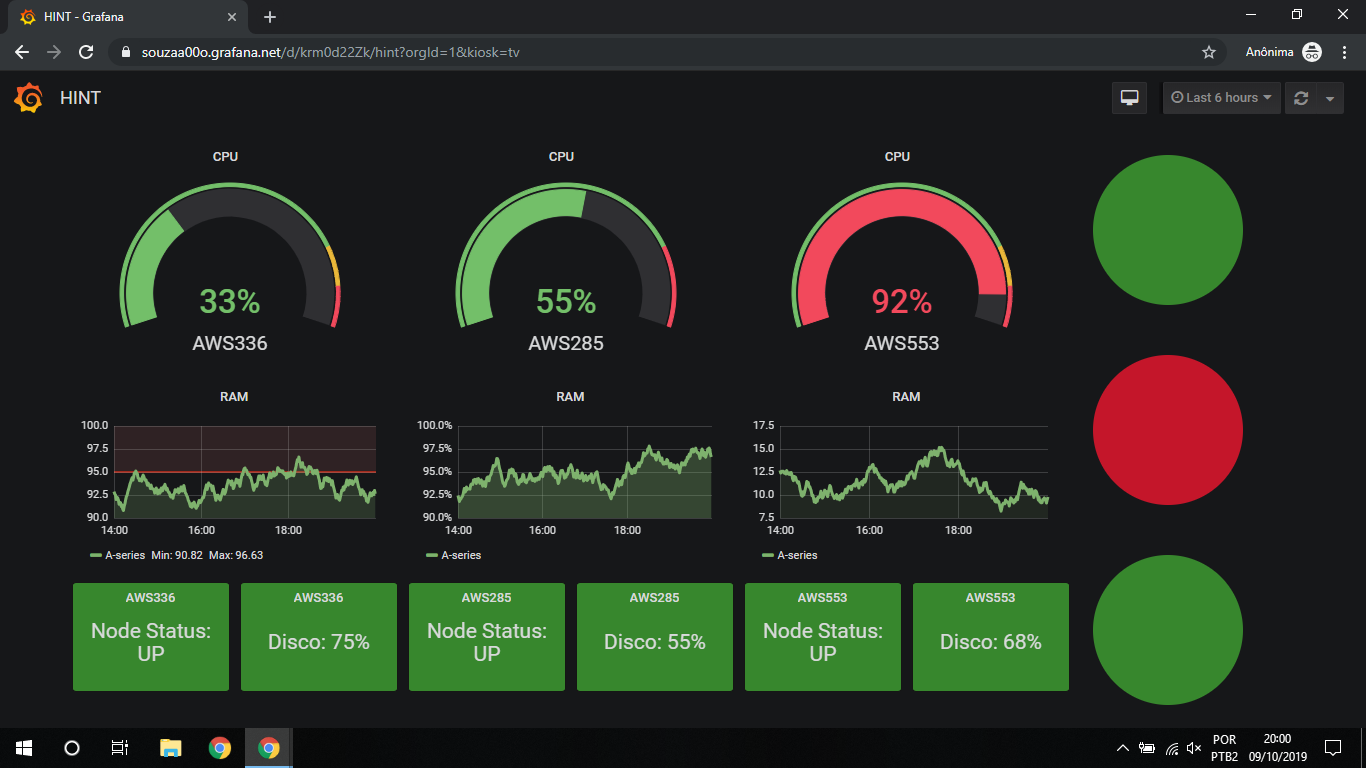 HINT - Grafana
souzaa00o.grafana.net/d/krm0d22Zk/hint?orgId=1&kiosk=tv
Anônima
HINT
Last 6 hours
CPU
33%
AWS336
CPU
55%
AWS285
CPU
92%
AWS553
RAM
100.0
97.5
95.0
92.5
90.0
14:00 16:00 18:00
A-series Min: 90.82 Max: 96.63
RAM
100.0%
97.5%
95.0%
92.5%
90.0%
14:00 16:00 18:00
A-series
RAM
17.5
15.0
12.5
10.0
7.5
14:00 16:00 18:00
A-series
AWS336
Node Status:
UP
AWS336
Disco: 75%
AWS285
Node Status:
UP
AWS285
Disco: 55%
AWS553
Node Status:
UP
AWS553
Disco: 68%
POR
PTB2
20:00
09/10/2019